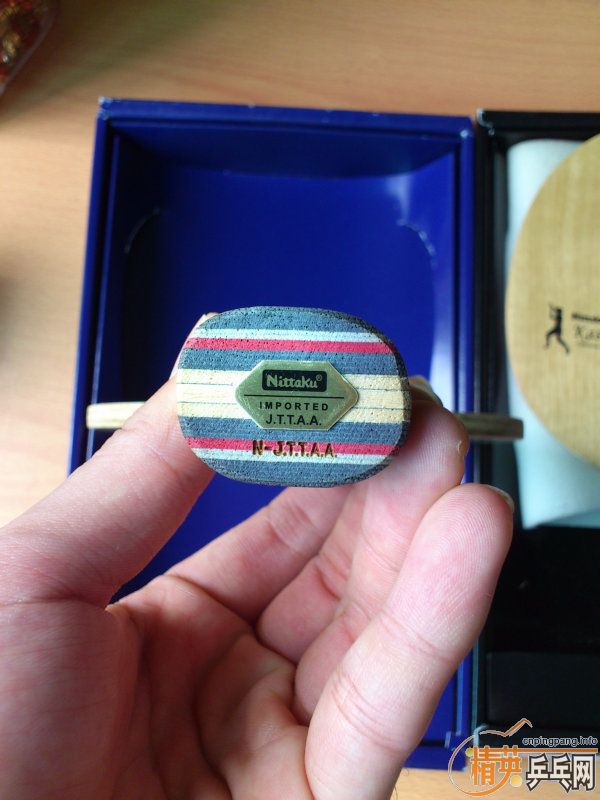 Nittaku®
IMPORTED
J.T.T.A.A.
N-J.T.T.A.A.
cnpingpang.info
精英乒乓网